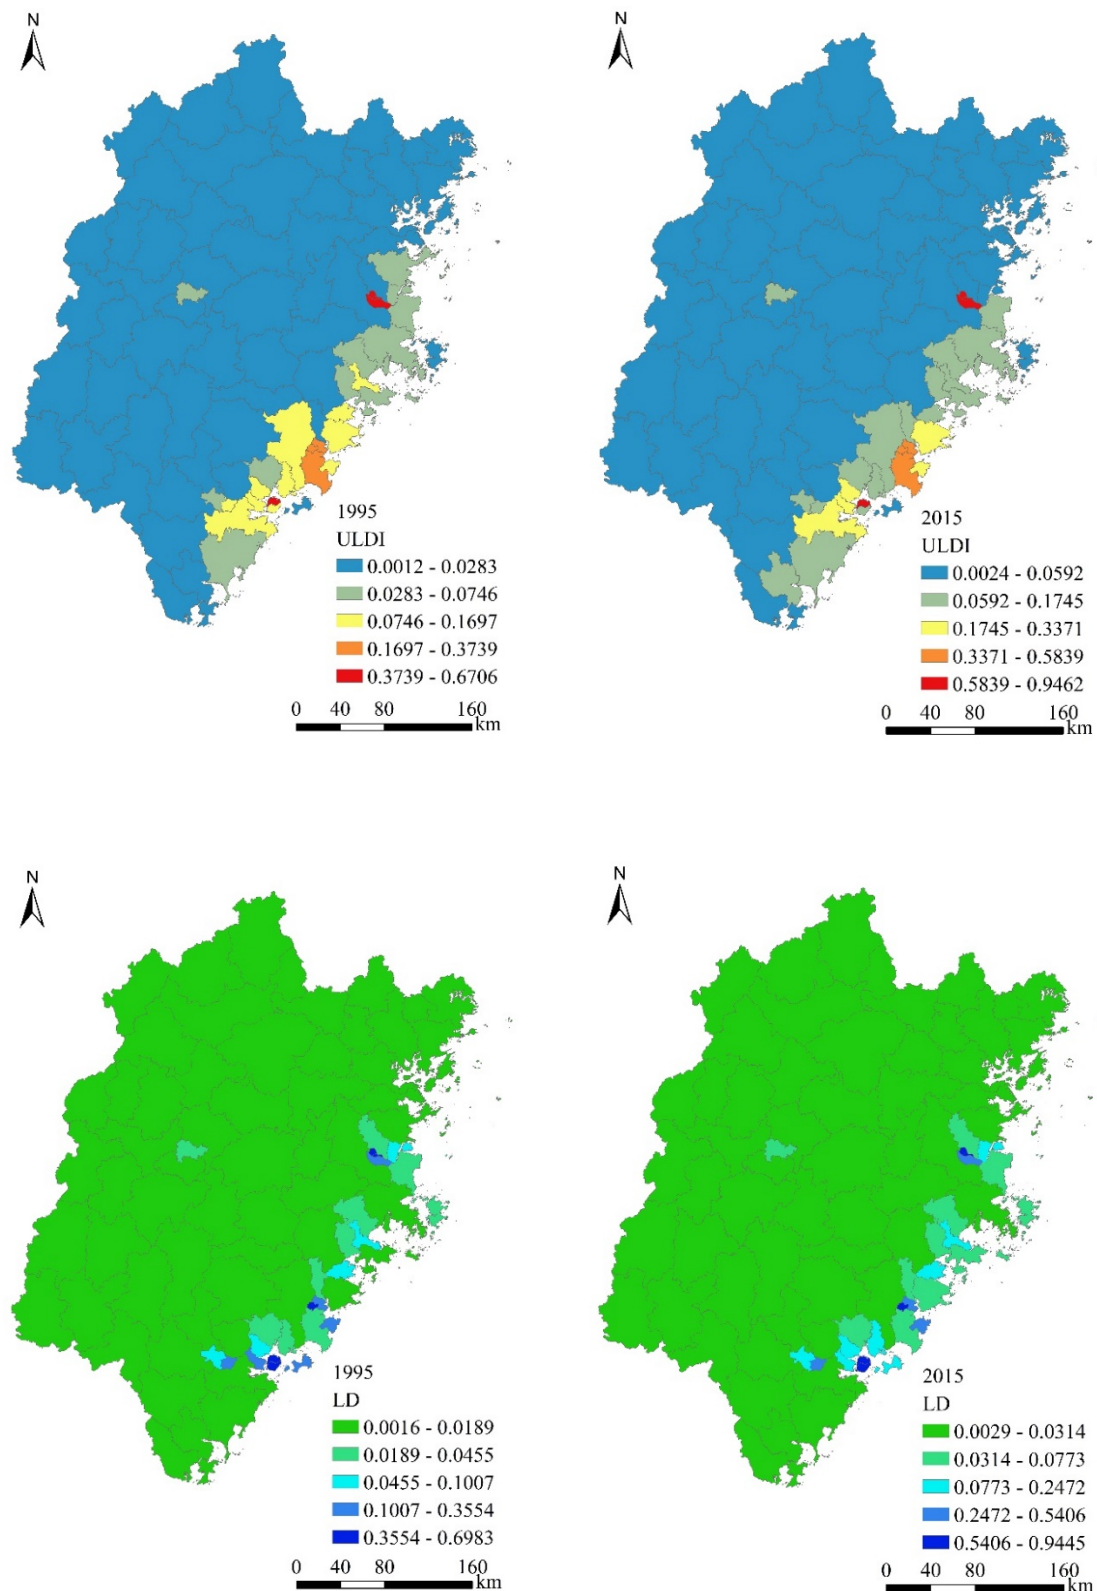 N
1995
ULDI
0.0012 - 0.0283
0.0283 - 0.0746
0.0746 - 0.1697
0.1697 - 0.3739
0.3739 - 0.6706
0 40 80 160
km
N
2015
ULDI
0.0024 - 0.0592
0.0592 - 0.1745
0.1745 - 0.3371
0.3371 - 0.5839
0.5839 - 0.9462
0 40 80 160
km
N
1995
LD
0.0016 - 0.0189
0.0189 - 0.0455
0.0455 - 0.1007
0.1007 - 0.3554
0.3554 - 0.6983
0 40 80 160
km
N
2015
LD
0.0029 - 0.0314
0.0314 - 0.0773
0.0773 - 0.2472
0.2472 - 0.5406
0.5406 - 0.9445
0 40 80 160
km